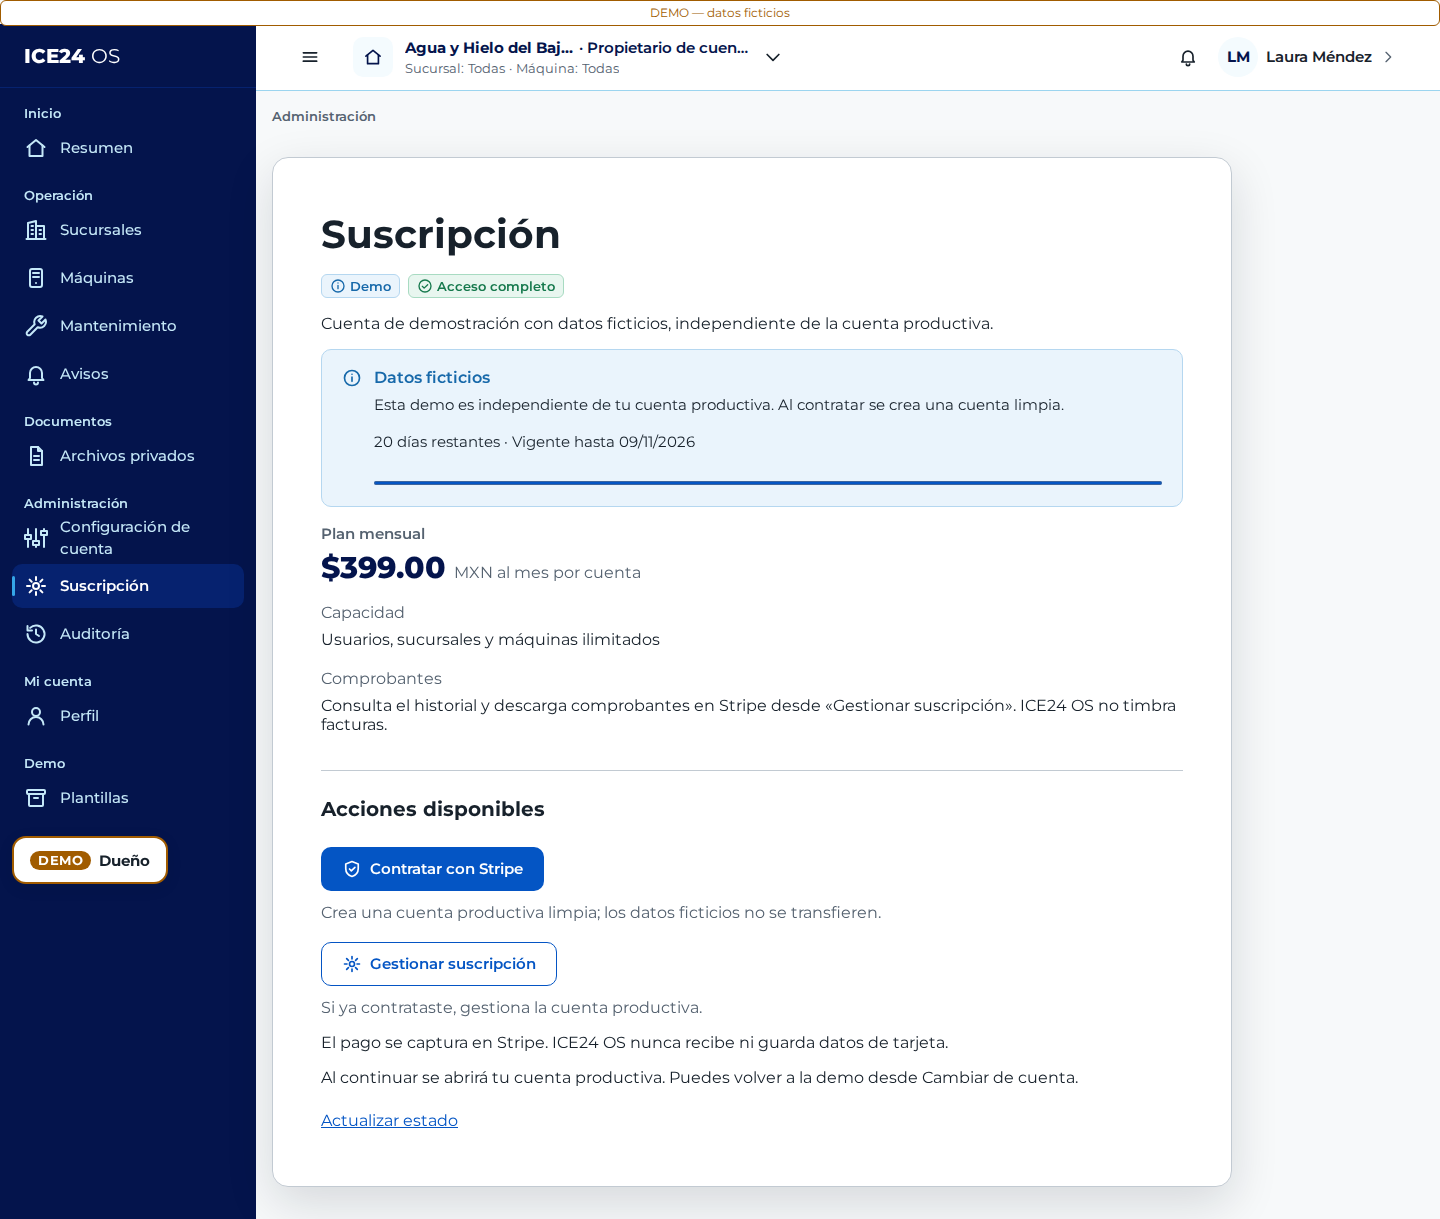 DEMO — datos ficticios
ICE24 OS
Agua y Hielo del Baj... · Propietario de cuen...
Sucursal: Todas · Máquina: Todas
LM Laura Méndez
Inicio
Resumen
Operación
Sucursales
Máquinas
Mantenimiento
Avisos
Documentos
Archivos privados
Administración
Configuración de
cuenta
Suscripción
Auditoría
Mi cuenta
Perfil
Demo
Plantillas
DEMO Dueño
Administración
Suscripción
Demo
Acceso completo
Cuenta de demostración con datos ficticios, independiente de la cuenta productiva.
Datos ficticios
Esta demo es independiente de tu cuenta productiva. Al contratar se crea una cuenta limpia.
20 días restantes · Vigente hasta 09/11/2026
Plan mensual
$399.00 MXN al mes por cuenta
Capacidad
Usuarios, sucursales y máquinas ilimitados
Comprobantes
Consulta el historial y descarga comprobantes en Stripe desde «Gestionar suscripción». ICE24 OS no timbra
facturas.
Acciones disponibles
Contratar con Stripe
Crea una cuenta productiva limpia; los datos ficticios no se transfieren.
Gestionar suscripción
Si ya contrataste, gestiona la cuenta productiva.
El pago se captura en Stripe. ICE24 OS nunca recibe ni guarda datos de tarjeta.
Al continuar se abrirá tu cuenta productiva. Puedes volver a la demo desde Cambiar de cuenta.
Actualizar estado